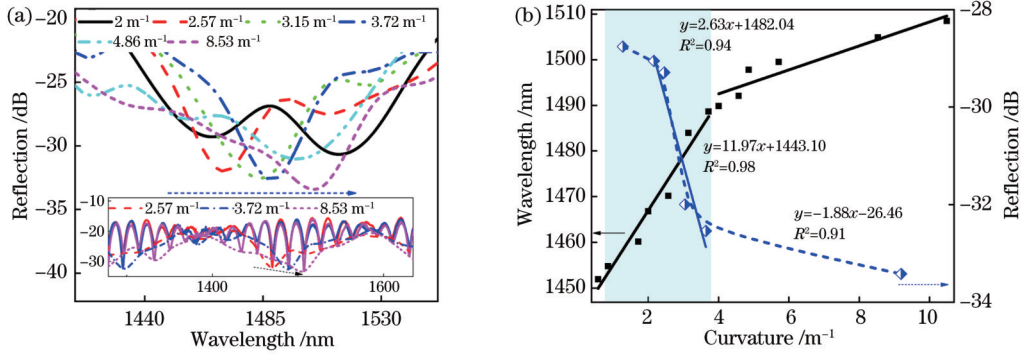 (a)
2 m⁻¹ 2.57 m⁻¹ 3.15 m⁻¹ 3.72 m⁻¹
4.86 m⁻¹ 8.53 m⁻¹
Reflection /dB
−20
−25
−30
−35
−40
2.57 m⁻¹ 3.72 m⁻¹ 8.53 m⁻¹
−10
−20
−30
1400 1600
1440 1485 1530
Wavelength /nm
(b)
Wavelength /nm
1510
1500
1490
1480
1470
1460
1450
y=2.63x+1482.04
R²=0.94
y=11.97x+1443.10
R²=0.98
y=−1.88x−26.46
R²=0.91
−28
−30
−32
−34
Reflection /dB
2 4 6 8 10
Curvature /m⁻¹